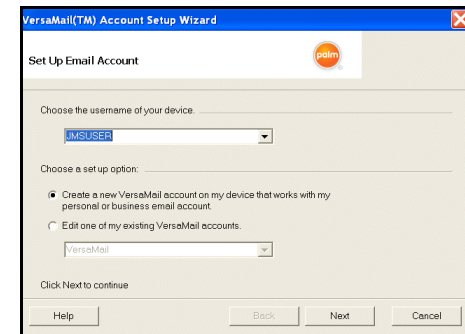 VersaMail(TM) Account Setup Wizard
Set Up Email Account
palm
Choose the username of your device.
JMSUSER
Choose a set up option:
Create a new VersaMail account on my device that works with my
personal or business email account.
Edit one of my existing VersaMail accounts.
VersaMail
Click Next to continue
Help
Back
Next
Cancel